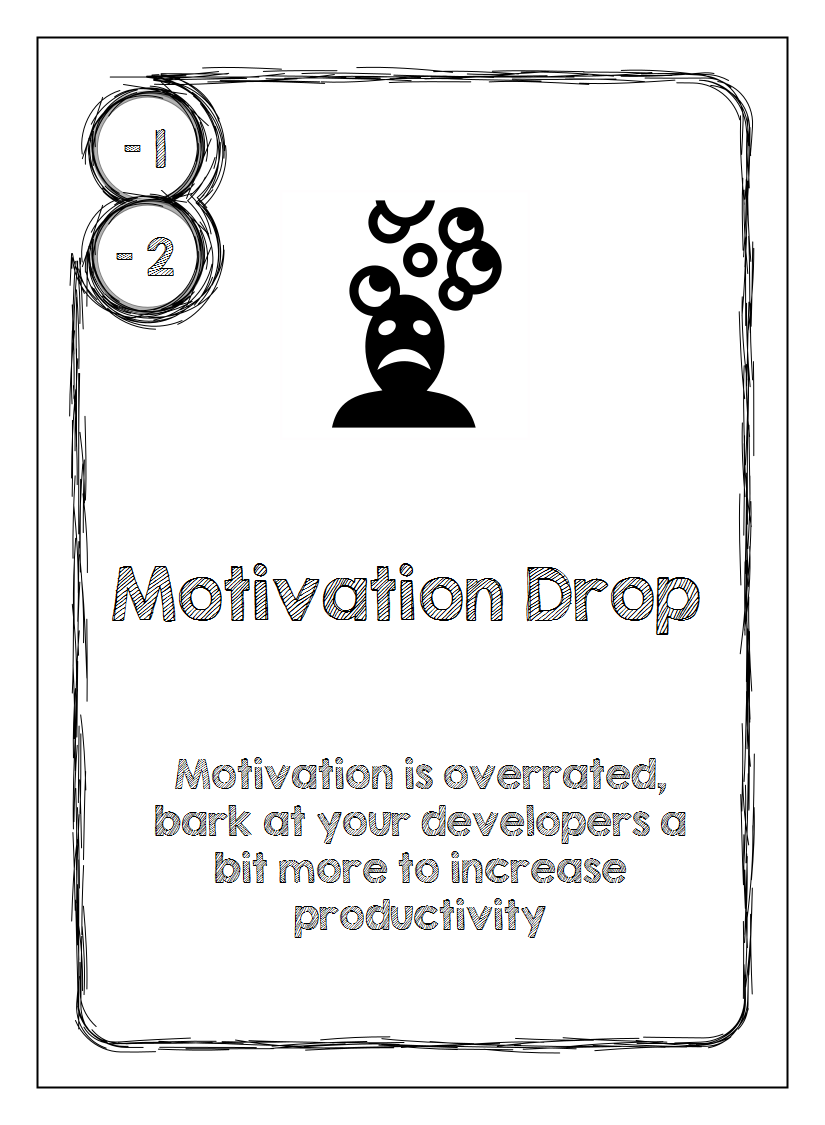 -1
-2
Motivation Drop
Motivation is overrated,
bark at your developers a
bit more to increase
productivity